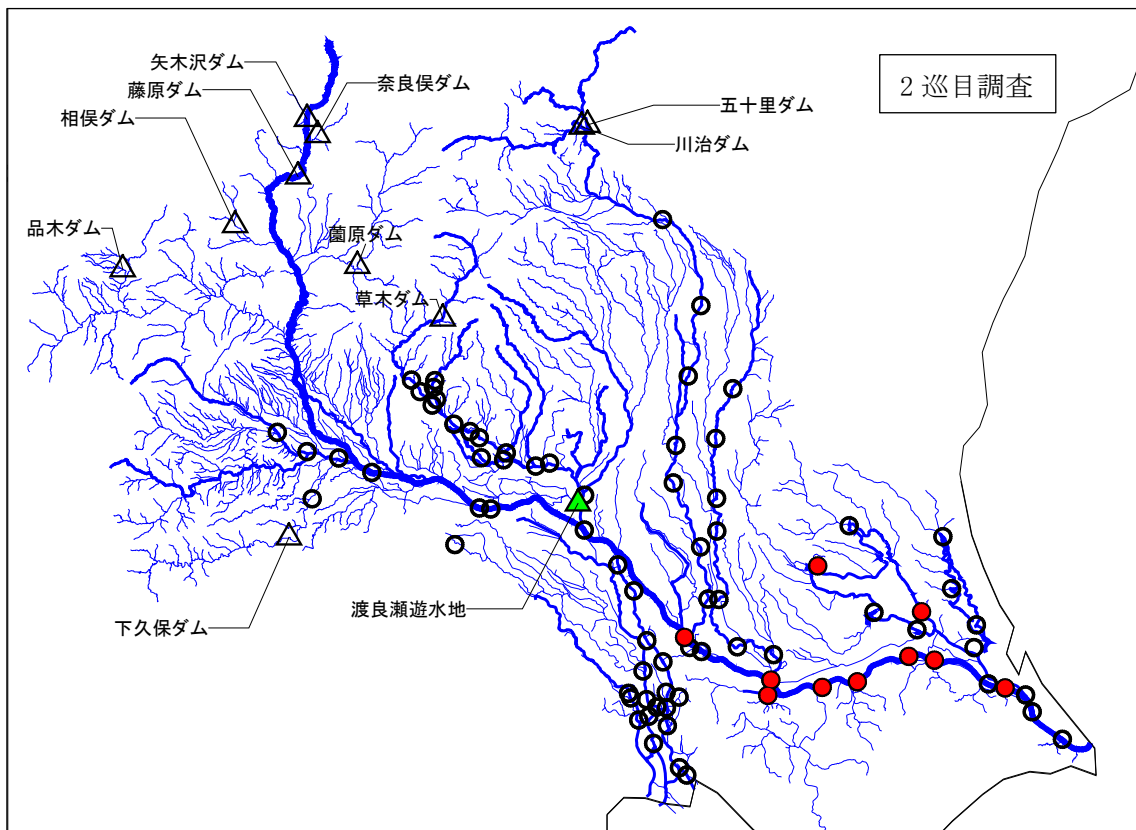 矢木沢ダム
藤原ダム
奈良俣ダム
相俣ダム
五十里ダム
川治ダム
2巡目調査
品木ダム
薗原ダム
草木ダム
渡良瀬遊水地
下久保ダム